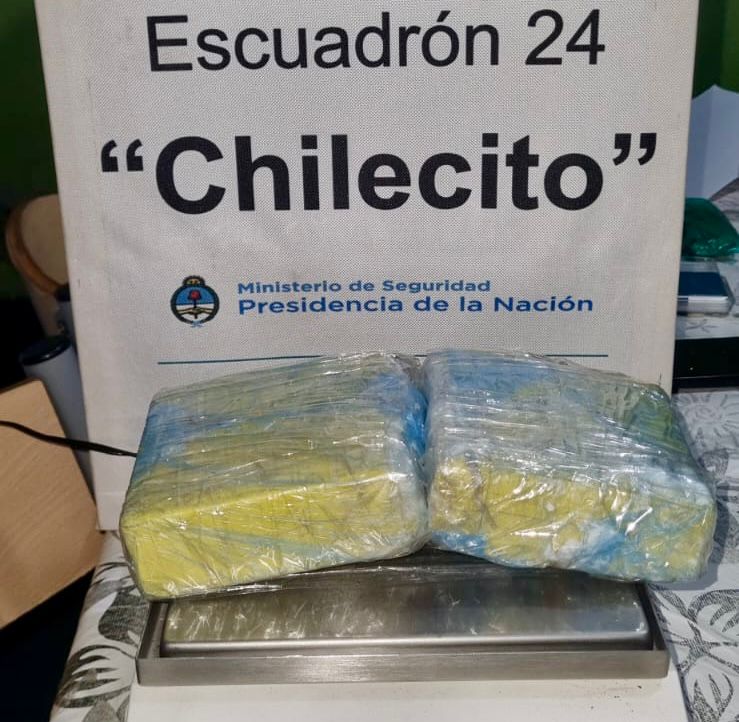 Escuadrón 24
“Chilecito”
Ministerio de Seguridad
Presidencia de la Nación